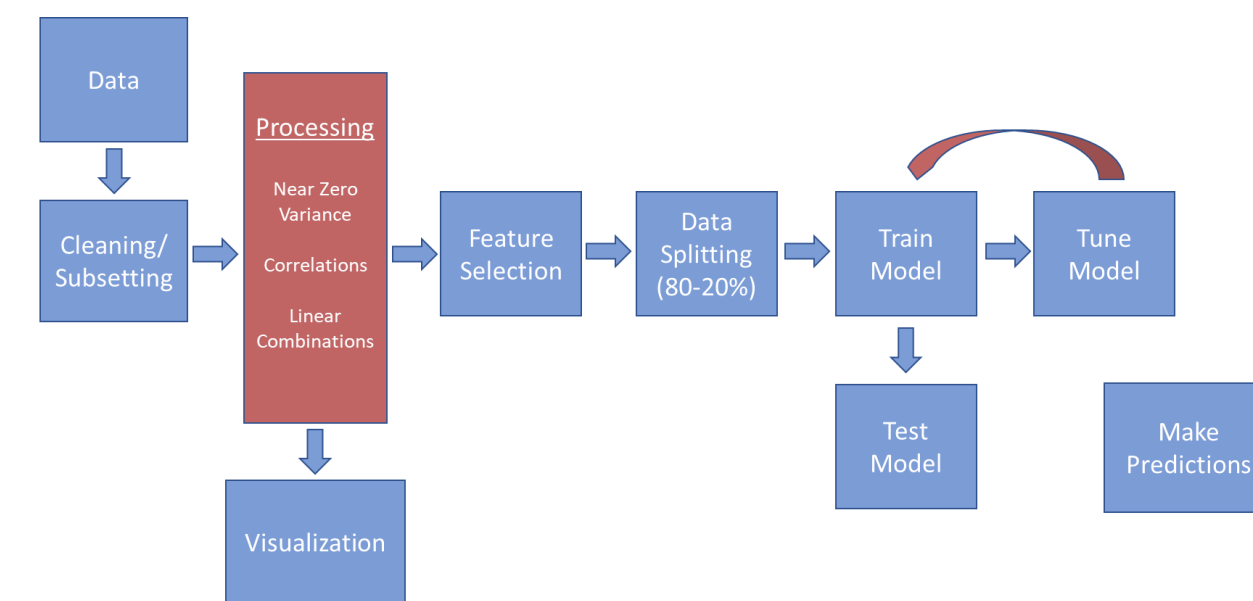 Data
Cleaning/
Subsetting
Processing
Near Zero
Variance
Correlations
Linear
Combinations
Visualization
Feature
Selection
Data
Splitting
(80-20%)
Train
Model
Tune
Model
Test
Model
Make
Predictions